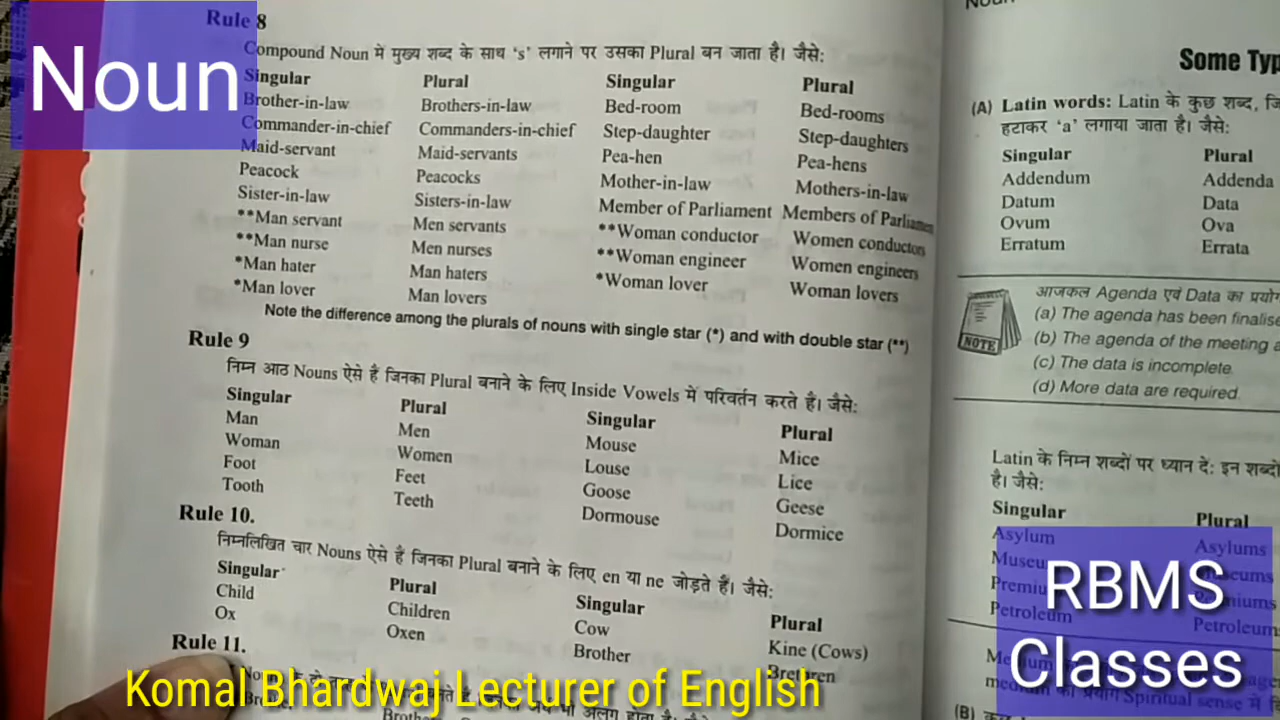 Noun
Rule 8
Compound Noun में मुख्य शब्द के साथ ‘s’ लगाने पर उसका Plural बन जाता है। जैसे:
Singular Plural Singular Plural
Brother-in-law Brothers-in-law Bed-room Bed-rooms
Commander-in-chief Commanders-in-chief Step-daughter Step-daughters
Maid-servant Maid-servants Pea-hen Pea-hens
Peacock Peacocks Mother-in-law Mothers-in-law
Sister-in-law Sisters-in-law Member of Parliament Members of Parliament
**Man servant Men servants **Woman conductor Women conductors
**Man nurse Men nurses **Woman engineer Women engineers
*Man hater Man haters *Woman lover Woman lovers
*Man lover Man lovers
Note the difference among the plurals of nouns with single star (*) and with double star (**)
Rule 9
निम्न आठ Nouns ऐसे हैं जिनका Plural बनाने के लिए Inside Vowels में परिवर्तन करते हैं। जैसे:
Singular Plural Singular Plural
Man Men Mouse Mice
Woman Women Louse Lice
Foot Feet Goose Geese
Tooth Teeth Dormouse Dormice
Rule 10.
निम्नलिखित चार Nouns ऐसे हैं जिनका Plural बनाने के लिए en या ne जोड़ते हैं। जैसे:
Singular Plural Singular Plural
Child Children Cow Kine (Cows)
Ox Oxen Brother Brethren
Rule 11.
Noun
Some Typ
(A) Latin words: Latin के कुछ शब्द,
हटाकर ‘a’ लगाया जाता है। जैसे:
Singular Plural
Addendum Addenda
Datum Data
Ovum Ova
Erratum Errata
NOTE
आजकल Agenda एवं Data का
(a) The agenda has been finalise
(b) The agenda of the meeting
(c) The data is incomplete
(d) More data are required.
Latin के निम्न शब्दों पर ध्यान दें: इन
है। जैसे:
Singular Plural
Asylum Asylums
Petroleum Petroleums
(B)
RBMS
Classes
Komal Bhardwaj Lecturer of English